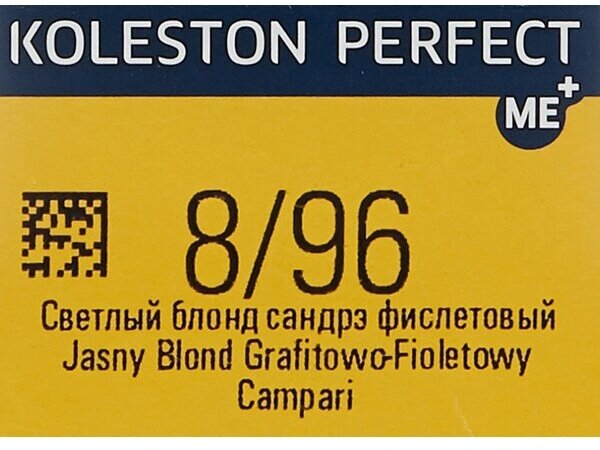 KOLESTON PERFECT
ME+
8/96
Светлый блонд сандрэ фислетовый
Jasny Blond Grafitowo-Fioletowy
Campari